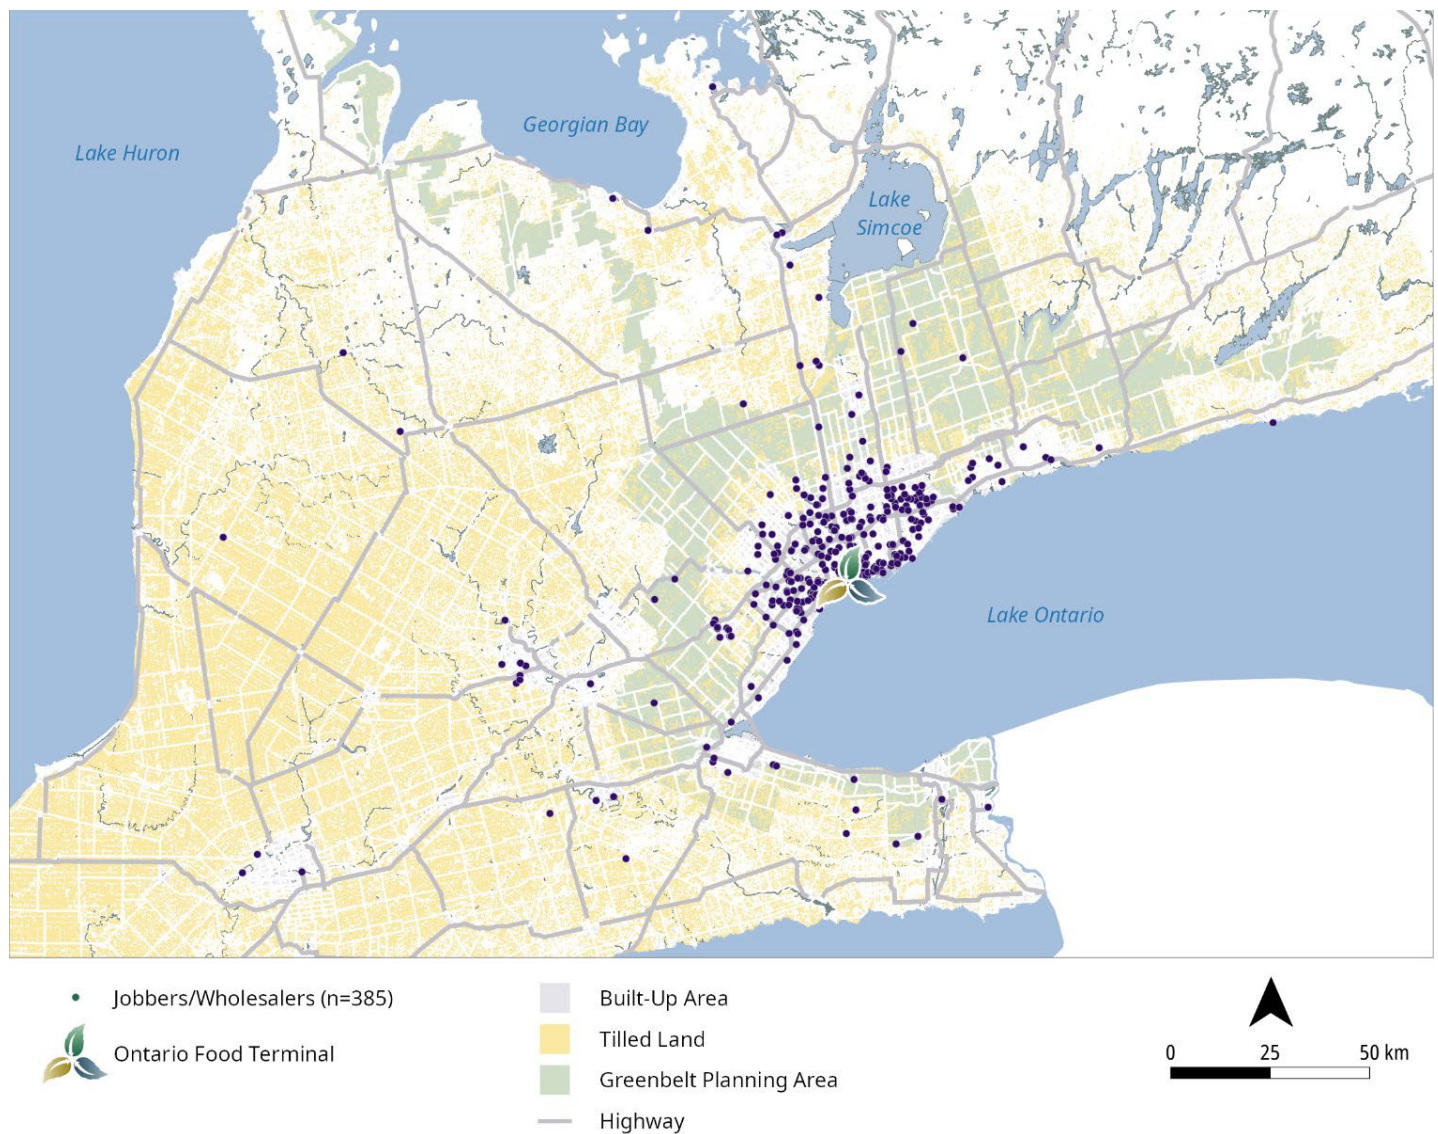 Georgian Bay
Lake Huron
Lake
Simcoe
Lake Ontario
Jobbers/Wholesalers (n=385)
Ontario Food Terminal
Built-Up Area
Tilled Land
Greenbelt Planning Area
Highway
0 25 50 km